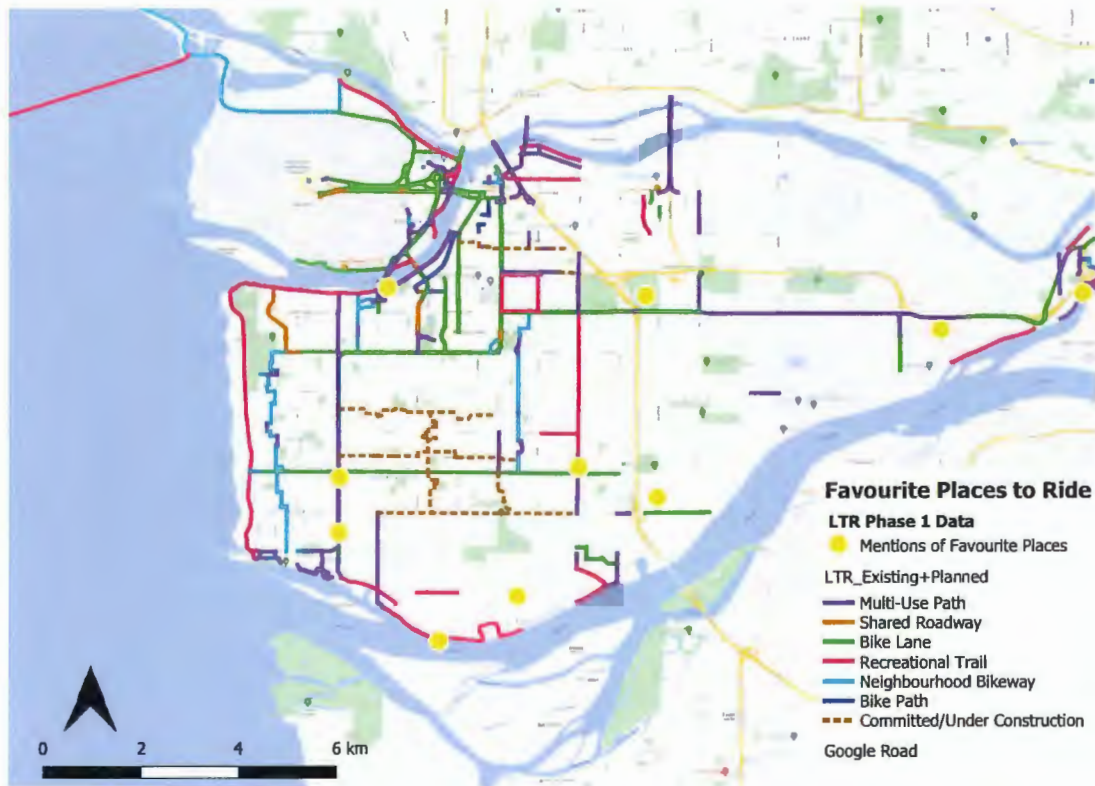 Favourite Places to Ride
LTR Phase 1 Data
Mentions of Favourite Places
LTR_Existing+Planned
Multi-Use Path
Shared Roadway
Bike Lane
Recreational Trail
Neighbourhood Bikeway
Bike Path
Committed/Under Construction
Google Road
0 2 4 6 km